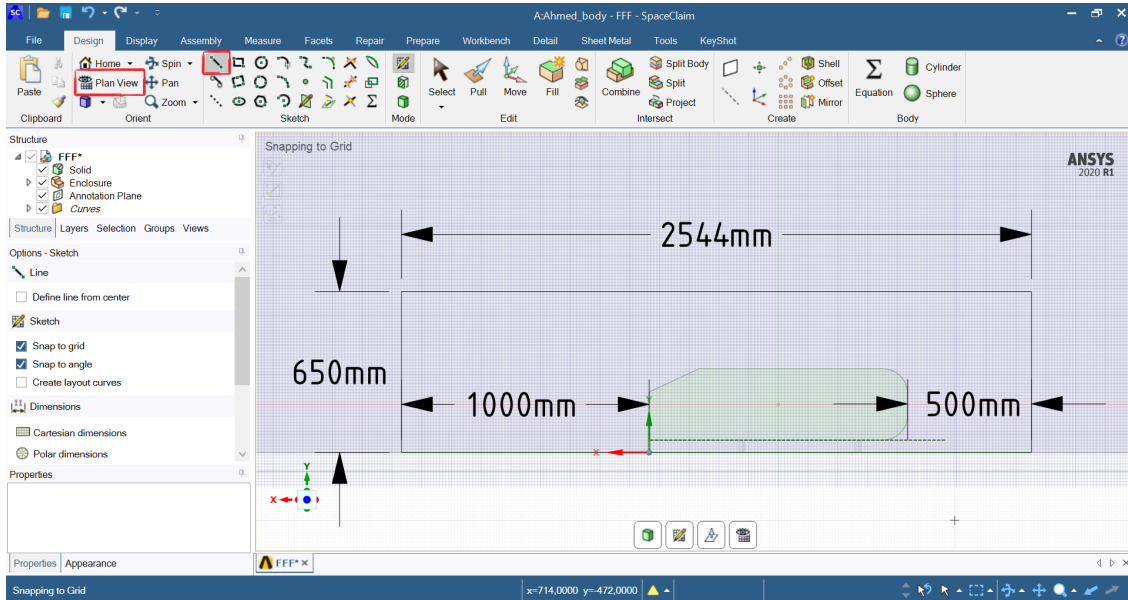 A:Ahmed_body - FFF - SpaceClaim
File Design Display Assembly Measure Facets Repair Prepare Workbench Detail Sheet Metal Tools KeyShot
Home Spin Split Body Shell Cylinder
Plan View Pan Split Offset
Paste Zoom Select Pull Move Fill Combine Project Mirror Equation Sphere
Clipboard Orient Sketch Mode Edit Intersect Create Body
Structure
FFF*
Solid
Enclosure
Annotation Plane
Curves
Structure Layers Selection Groups Views
Options - Sketch
Line
Define line from center
Sketch
Snap to grid
Snap to angle
Create layout curves
Dimensions
Cartesian dimensions
Polar dimensions
Properties
Properties Appearance
Snapping to Grid
ANSYS
2020 R1
2544mm
650mm
1000mm
500mm
X
Y
X
FFF*
Snapping to Grid
x=714,0000 y=-472,0000